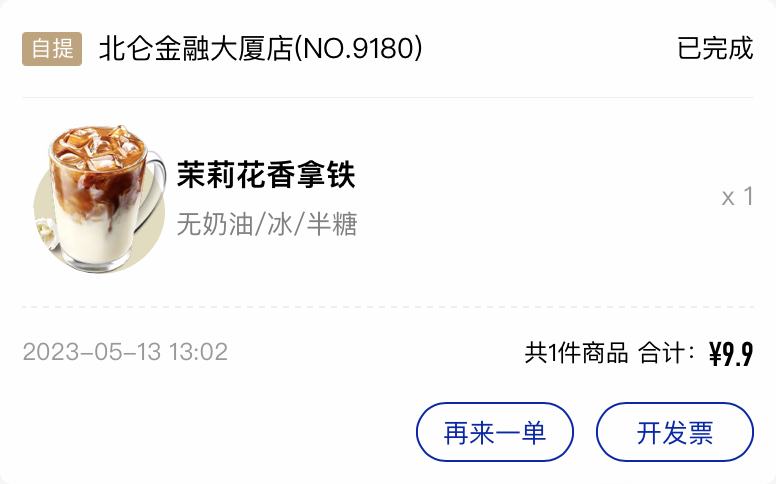 自提 北仑金融大厦店(NO.9180) 已完成
茉莉花香拿铁
无奶油/冰/半糖 x 1
2023-05-13 13:02 共1件商品 合计：¥9.9
再来一单 开发票